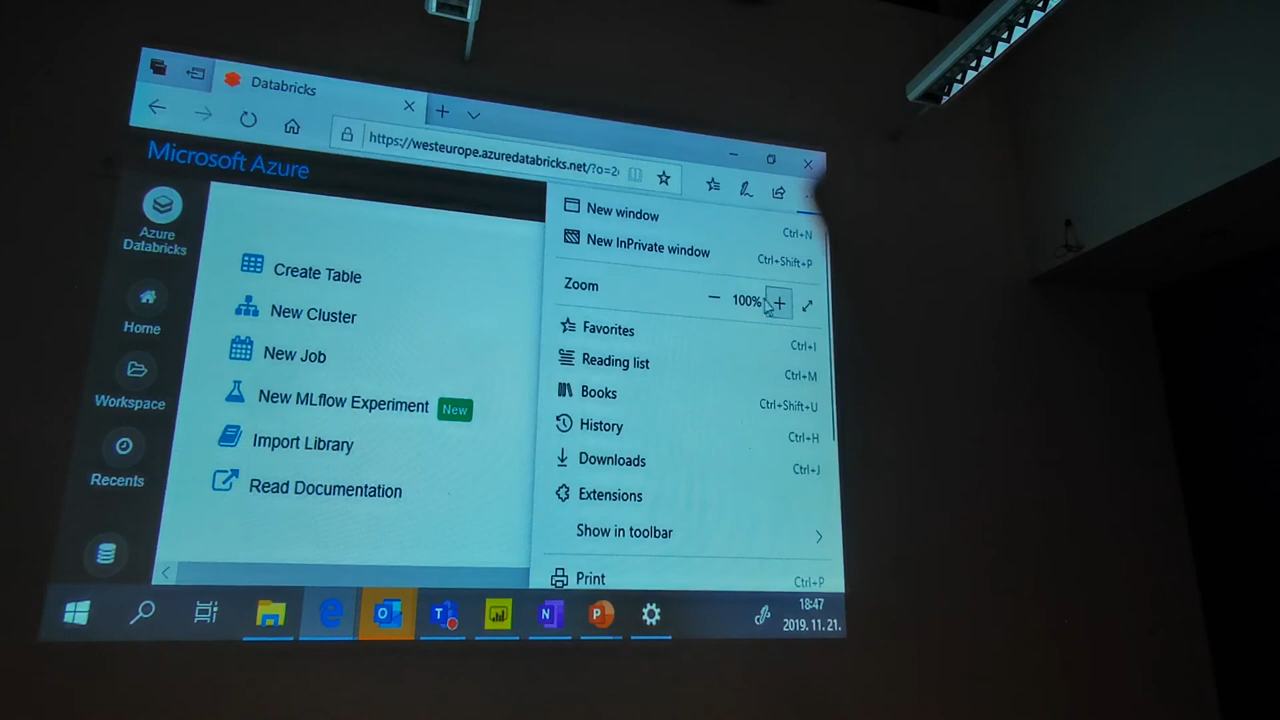 Databricks
https://westeurope.azuredatabricks.net/?o=2
Microsoft Azure
Azure
Databricks
Home
Workspace
Recents
Create Table
New Cluster
New Job
New MLflow Experiment New
Import Library
Read Documentation
New window Ctrl+N
New InPrivate window Ctrl+Shift+P
Zoom 100%
Favorites Ctrl+I
Reading list Ctrl+M
Books Ctrl+Shift+U
History Ctrl+H
Downloads Ctrl+J
Extensions
Show in toolbar
Print Ctrl+P
18:47
2019. 11. 21.